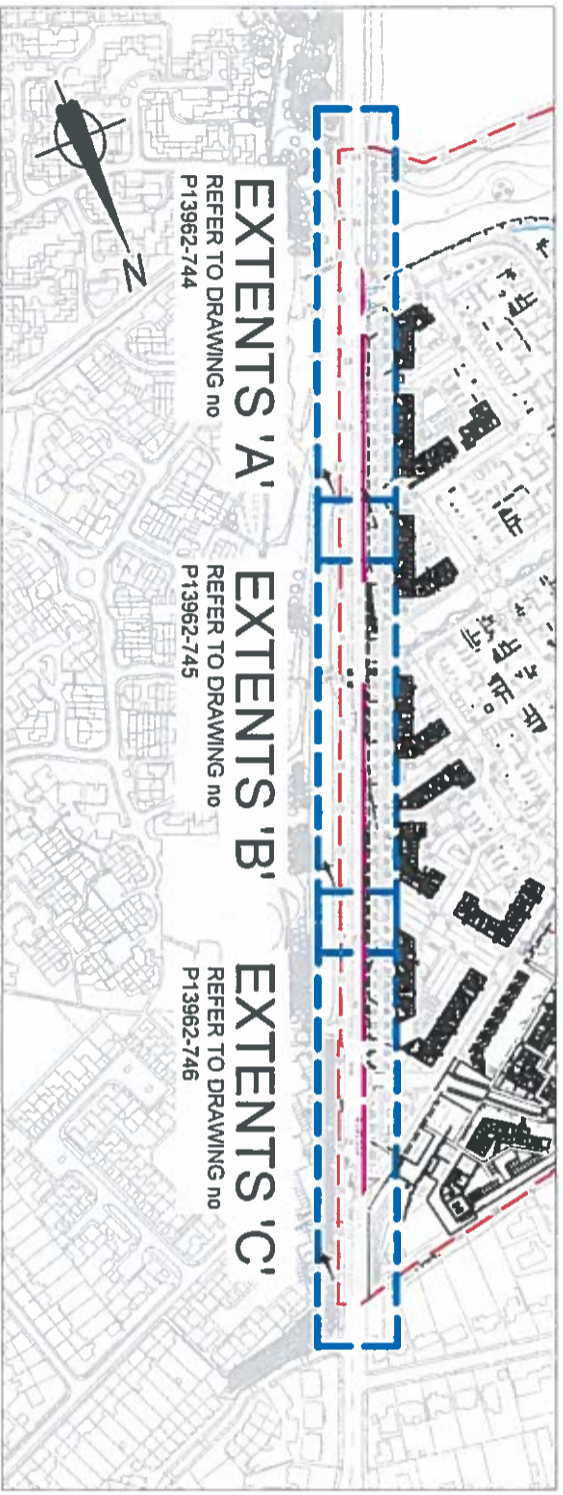 EXTENTS 'A'
REFER TO DRAWING no
P13962-744
EXTENTS 'B'
REFER TO DRAWING no
P13962-745
EXTENTS 'C'
REFER TO DRAWING no
P13962-746
N